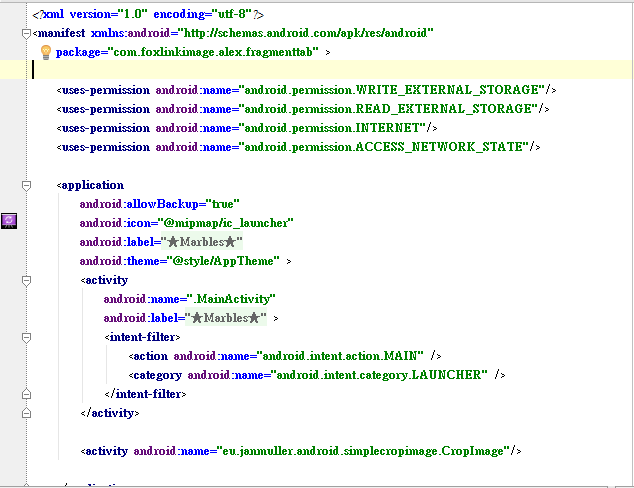 <?xml version="1.0" encoding="utf-8"?>
<manifest xmlns:android="http://schemas.android.com/apk/res/android"
package="com.foxlinkimage.alex.fragmenttab" >
<uses-permission android:name="android.permission.WRITE_EXTERNAL_STORAGE"/>
<uses-permission android:name="android.permission.READ_EXTERNAL_STORAGE"/>
<uses-permission android:name="android.permission.INTERNET"/>
<uses-permission android:name="android.permission.ACCESS_NETWORK_STATE"/>
<application
android:allowBackup="true"
android:icon="@mipmap/ic_launcher"
android:label="★Marbles★"
android:theme="@style/AppTheme" >
<activity
android:name=".MainActivity"
android:label="★Marbles★" >
<intent-filter>
<action android:name="android.intent.action.MAIN" />
<category android:name="android.intent.category.LAUNCHER" />
</intent-filter>
</activity>
<activity android:name="eu.janmuller.android.simplecropimage.CropImage"/>